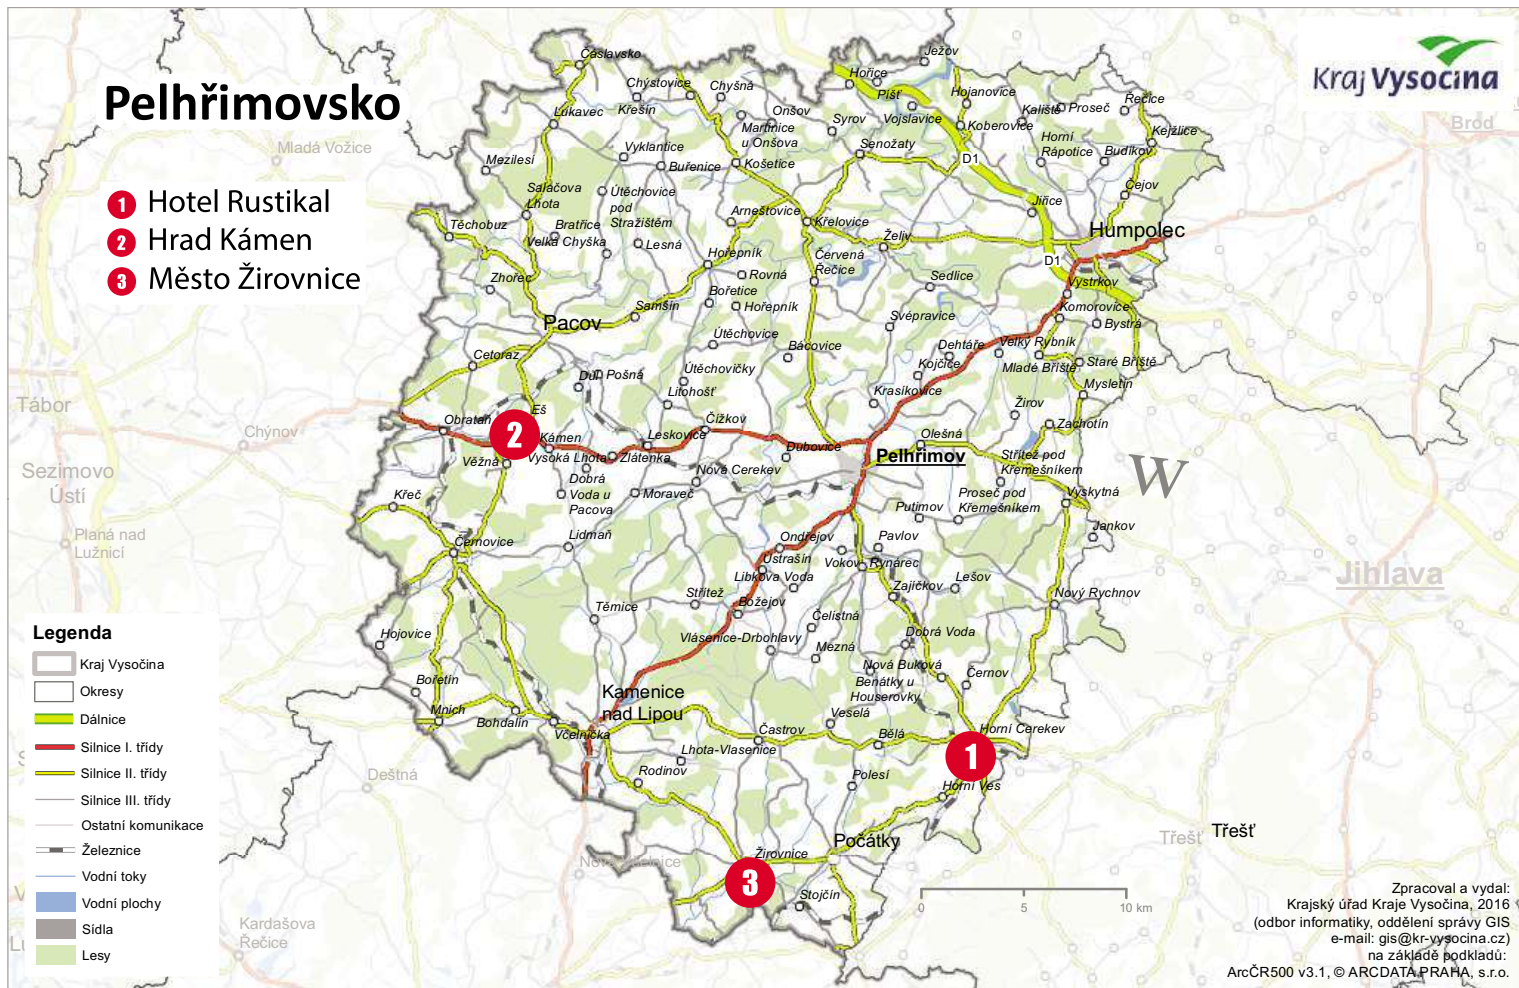 Pelhřimovsko
1 Hotel Rustikal
2 Hrad Kámen
3 Město Žirovnice
Kraj Vysočina
Mladá Vožice
Brod
Čáslavsko
Chýstovice
Chyšná
Křešín
Lukavec
Onšov
Martinice
u Onšova
Syrov
Hořice
Ježov
Píšť
Vojslavice
Hojanovice
Koberovice
Kaliště
Proseč
Řečice
Kejžlice
Horní
Rápotice
Budíkov
Senožaty
D1
Mezilesí
Vyklantice
Buřenice
Košetice
Salačova
Lhota
Útěchovice
pod
Stražištěm
Čejov
Jiřice
Těchobuz
Bratřice
Velká Chyška
Lesná
Arneštovice
Křelovice
Želiv
Humpolec
D1
Hořepník
Rovná
Červená
Řečice
Sedlice
Vystrkov
Zhořec
Bořetice
Hořepník
Samšín
Komorovice
Bystrá
Pacov
Svépravice
Útěchovice
Bácovice
Dehtáře
Velký Rybník
Cetoraz
Kojčice
Mladé Bříště
Staré Bříště
Důl
Pošná
Útěchovičky
Litohošť
Krasíkovice
Myslětín
Eš
Žirov
Obrataň
2
Čížkov
Zachotín
Kámen
Leskovice
Olešná
Dubovice
Pelhřimov
Věžná
Vysoká Lhota
Zlátenka
Střítež pod
Křemešníkem
Nová Cerekev
Dobrá
Voda u
Pacova
Moraveč
Křeč
Proseč pod
Křemešníkem
Vyskytná
Putimov
Jankov
W
Tábor
Chýnov
Sezimovo
Ústí
Planá nad
Lužnicí
Černovice
Lidmaň
Ondřejov
Pavlov
Ústrašín
Vokov
Rynárec
Libkova Voda
Zajíčkov
Lešov
Jihlava
Střítež
Božejov
Nový Rychnov
Těmice
Čelistná
Vlásenice-Drbohlavy
Dobrá Voda
Hojovice
Mezná
Nová Buková
Černov
Benátky u
Houserovky
Bořetín
Kamenice
nad Lipou
Mnich
Bohdalín
Veselá
Včelnička
Častrov
Bělá
Horní Cerekev
1
Lhota-Vlasenice
Rodinov
Polesí
Horní Ves
Deštná
Počátky
Třešť
Třešť
Žirovnice
3
Stojčín
Kardašova
Řečice
Legenda
Kraj Vysočina
Okresy
Dálnice
Silnice I. třídy
Silnice II. třídy
Silnice III. třídy
Ostatní komunikace
Železnice
Vodní toky
Vodní plochy
Sídla
Lesy
0 5 10 km
Zpracoval a vydal:
Krajský úřad Kraje Vysočina, 2016
(odbor informatiky, oddělení správy GIS
e-mail: gis@kr-vysocina.cz)
na základě podkladů:
ArcČR500 v3.1, © ARCDATA PRAHA, s.r.o.